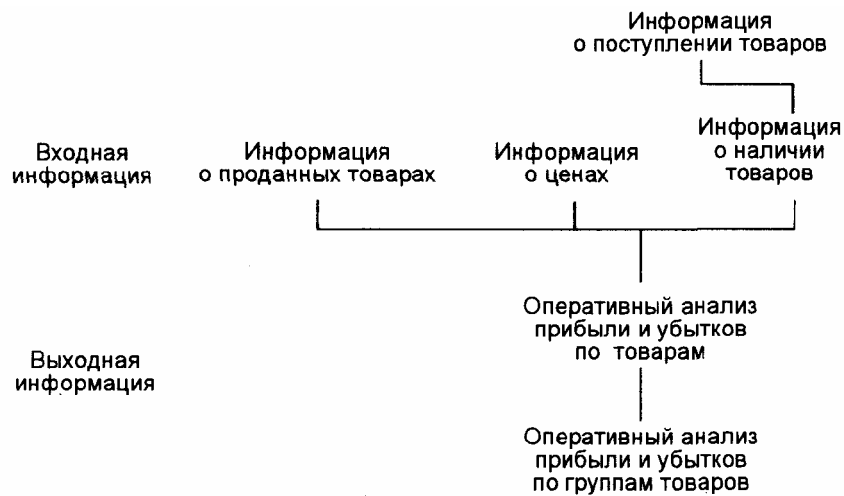 Информация
о поступлении товаров
Входная
информация
Информация
о проданных товарах
Информация
о ценах
Информация
о наличии
товаров
Оперативный анализ
прибыли и убытков
по товарам
Выходная
информация
Оперативный анализ
прибыли и убытков
по группам товаров